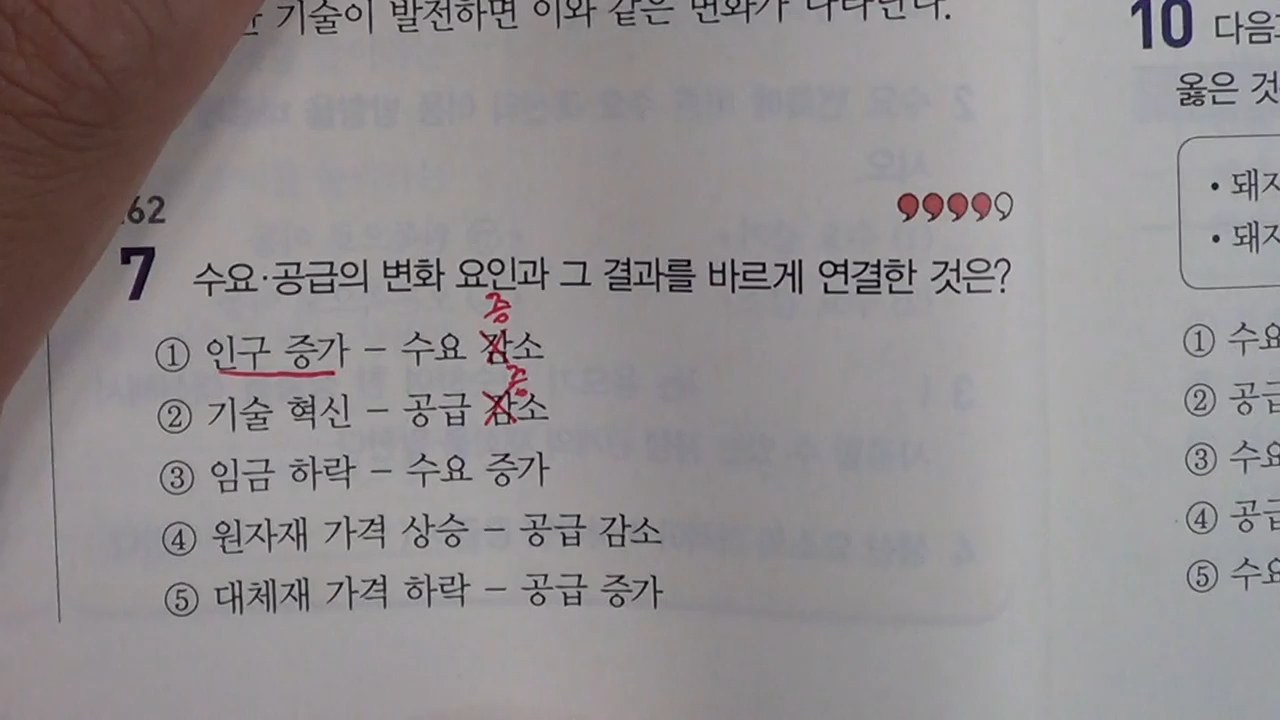 기술이 발전하면 이와 같은 변화가 나타난다.
62
7 수요·공급의 변화 요인과 그 결과를 바르게 연결한 것은?
증
① 인구 증가 – 수요 감소
증
② 기술 혁신 – 공급 감소
③ 임금 하락 – 수요 증가
④ 원자재 가격 상승 – 공급 감소
⑤ 대체재 가격 하락 – 공급 증가
10 다음
옳은 것
• 돼지
• 돼지
① 수요
② 공급
③ 수요
④ 공급
⑤ 수요